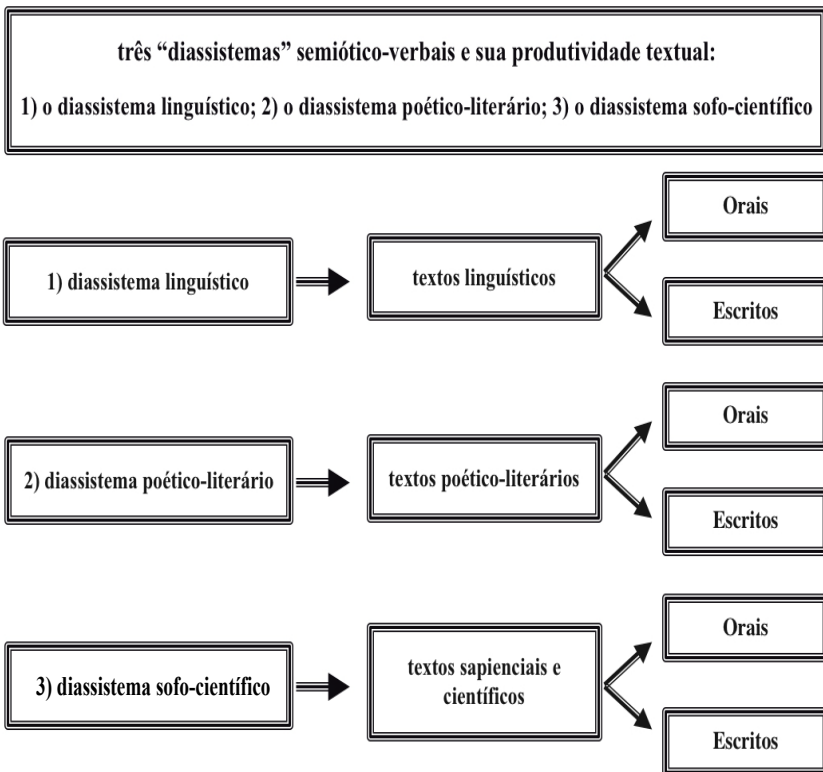 três “diassistemas” semiótico-verbais e sua produtividade textual:
1) o diassistema linguístico; 2) o diassistema poético-literário; 3) o diassistema sofo-científico
1) diassistema linguístico
textos linguísticos
Orais
Escritos
2) diassistema poético-literário
textos poético-literários
Orais
Escritos
3) diassistema sofo-científico
textos sapienciais e
científicos
Orais
Escritos